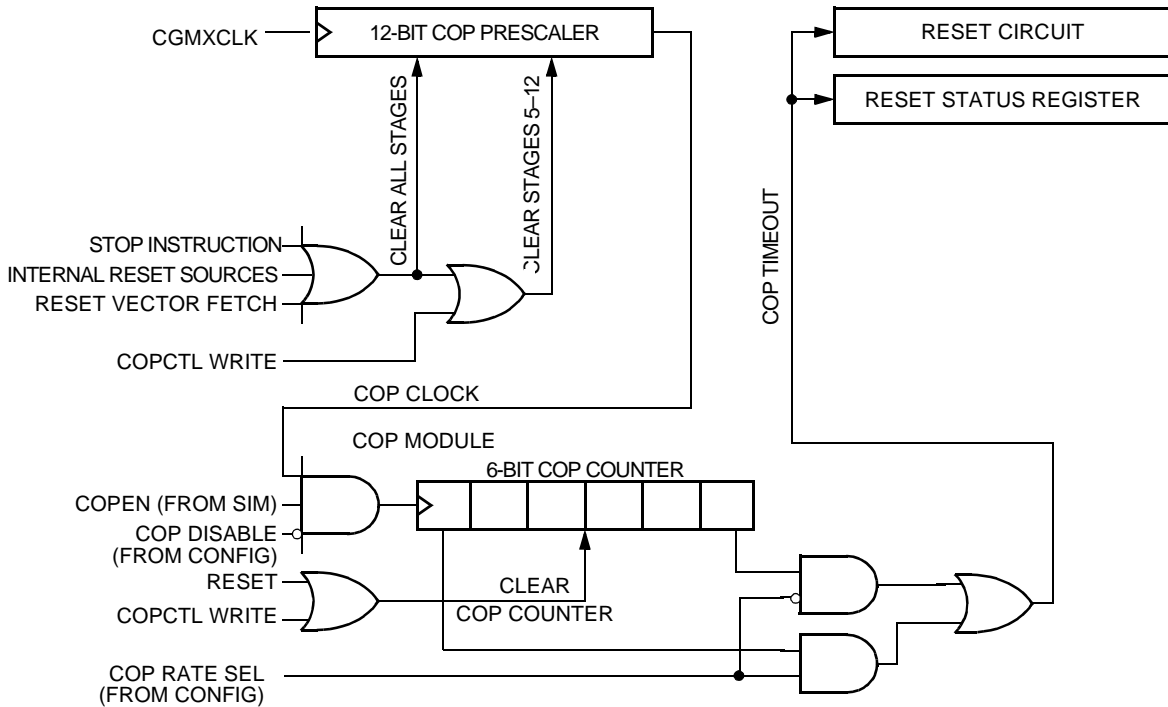 CGMXCLK
12-BIT COP PRESCALER
RESET CIRCUIT
RESET STATUS REGISTER
CLEAR ALL STAGES
CLEAR STAGES 5–12
STOP INSTRUCTION
INTERNAL RESET SOURCES
RESET VECTOR FETCH
COPCTL WRITE
COP TIMEOUT
COP CLOCK
COP MODULE
6-BIT COP COUNTER
COPEN (FROM SIM)
COP DISABLE
(FROM CONFIG)
RESET
COPCTL WRITE
CLEAR
COP COUNTER
COP RATE SEL
(FROM CONFIG)